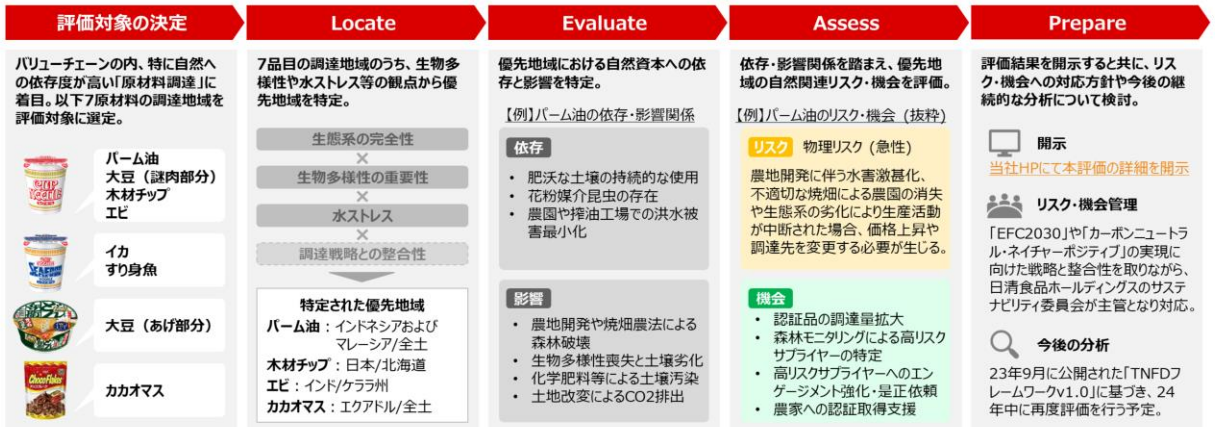 評価対象の決定
バリューチェーンの内、特に自然へ
の依存度が高い「原材料調達」に
着目。以下7原材料の調達地域を
評価対象に選定。
CUP
NOODLES
パーム油
大豆（謎肉部分）
木材チップ
エビ
SEAFOOD
イカ
すり身魚
大豆（あげ部分）
ChocoFlakes
カカオマス
Locate
7品目の調達地域のうち、生物多
様性や水ストレス等の観点から優
先地域を特定。
生態系の完全性
×
生物多様性の重要性
×
水ストレス
×
調達戦略との整合性
特定された優先地域
パーム油：インドネシアおよび
マレーシア/全土
木材チップ：日本/北海道
エビ：インド/ケララ州
カカオマス：エクアドル/全土
Evaluate
優先地域における自然資本への依
存と影響を特定。
【例】パーム油の依存・影響関係
依存
• 肥沃な土壌の持続的な使用
• 花粉媒介昆虫の存在
• 農園や搾油工場での洪水被
害最小化
影響
• 農地開発や焼畑農法による
森林破壊
• 生物多様性喪失と土壌劣化
• 化学肥料等による土壌汚染
• 土地改変によるCO2排出
Assess
依存・影響関係を踏まえ、優先地
域の自然関連リスク・機会を評価。
【例】パーム油のリスク・機会（抜粋）
リスク 物理リスク（急性）
農地開発に伴う水害激甚化、
不適切な焼畑による農園の消失
や生態系の劣化により生産活動
が中断された場合、価格上昇や
調達先を変更する必要が生じる。
機会
• 認証品の調達量拡大
• 森林モニタリングによる高リスク
サプライヤーの特定
• 高リスクサプライヤーへのエン
ゲージメント強化・是正依頼
• 農家への認証取得支援
Prepare
評価結果を開示すると共に、リス
ク・機会への対応方針や今後の継
続的な分析について検討。
開示
当社HPにて本評価の詳細を開示
リスク・機会管理
「EFC2030」や「カーボンニュートラ
ル・ネイチャーポジティブ」の実現に
向けた戦略と整合性を取りながら、
日清食品ホールディングスのサステ
ナビリティ委員会が主管となり対応。
今後の分析
23年9月に公開された「TNFDフ
レームワークv1.0」に基づき、24
年中に再度評価を行う予定。